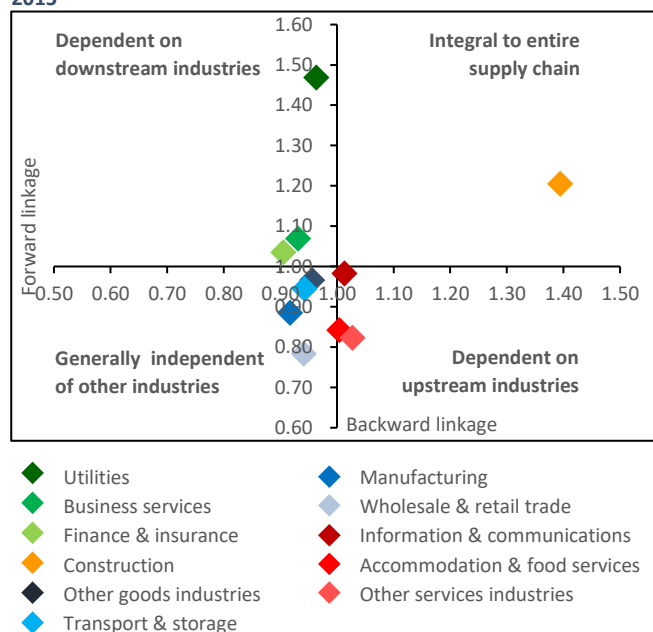 2015
Dependent on
downstream industries
Integral to entire
supply chain
1.60
1.50
1.40
1.30
1.20
1.10
1.00
0.90
0.80
0.70
0.60
Forward linkage
0.50 0.60 0.70 0.80 0.90 1.00 1.10 1.20 1.30 1.40 1.50
Generally independent
of other industries
Dependent on
upstream industries
Backward linkage
Utilities
Business services
Finance & insurance
Construction
Other goods industries
Transport & storage
Manufacturing
Wholesale & retail trade
Information & communications
Accommodation & food services
Other services industries